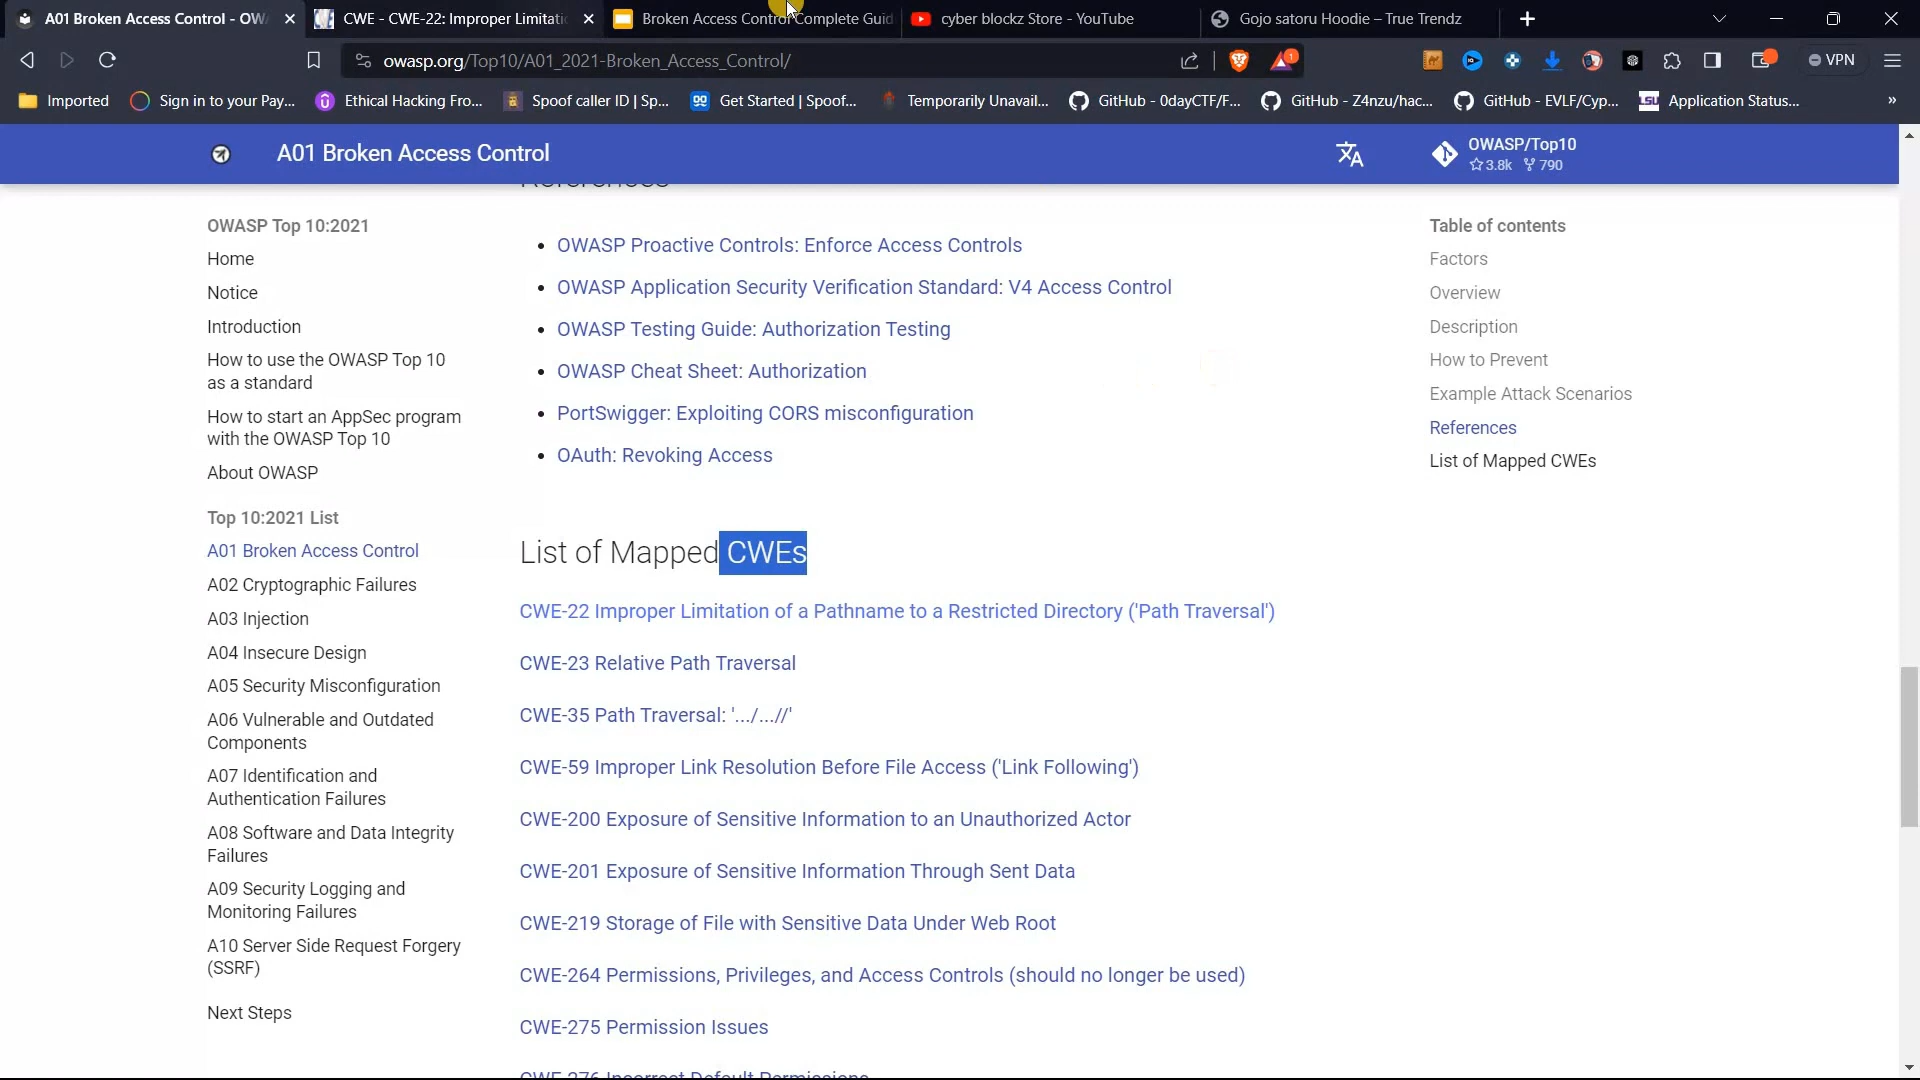 A01 Broken Access Control - OW
CWE - CWE-22: Improper Limitati
Broken Access Control Complete Guid
cyber blockz Store - YouTube
Gojo satoru Hoodie – True Trendz
owasp.org/Top10/A01_2021-Broken_Access_Control/
1
VPN
Imported
Sign in to your Pay...
Ethical Hacking Fro...
Spoof caller ID | Sp...
Get Started | Spoof...
Temporarily Unavail...
GitHub - 0dayCTF/F...
GitHub - Z4nzu/hac...
GitHub - EVLF/Cyp...
LSU
Application Status...
»
A01 Broken Access Control
OWASP/Top10
3.8k 790
OWASP Top 10:2021
Home
Notice
Introduction
How to use the OWASP Top 10
as a standard
How to start an AppSec program
with the OWASP Top 10
About OWASP
Top 10:2021 List
A01 Broken Access Control
A02 Cryptographic Failures
A03 Injection
A04 Insecure Design
A05 Security Misconfiguration
A06 Vulnerable and Outdated
Components
A07 Identification and
Authentication Failures
A08 Software and Data Integrity
Failures
A09 Security Logging and
Monitoring Failures
A10 Server Side Request Forgery
(SSRF)
Next Steps
References
• OWASP Proactive Controls: Enforce Access Controls
• OWASP Application Security Verification Standard: V4 Access Control
• OWASP Testing Guide: Authorization Testing
• OWASP Cheat Sheet: Authorization
• PortSwigger: Exploiting CORS misconfiguration
• OAuth: Revoking Access
List of Mapped CWEs
CWE-22 Improper Limitation of a Pathname to a Restricted Directory ('Path Traversal')
CWE-23 Relative Path Traversal
CWE-35 Path Traversal: '.../...//'
CWE-59 Improper Link Resolution Before File Access ('Link Following')
CWE-200 Exposure of Sensitive Information to an Unauthorized Actor
CWE-201 Exposure of Sensitive Information Through Sent Data
CWE-219 Storage of File with Sensitive Data Under Web Root
CWE-264 Permissions, Privileges, and Access Controls (should no longer be used)
CWE-275 Permission Issues
CWE-276 Incorrect Default Permissions
Table of contents
Factors
Overview
Description
How to Prevent
Example Attack Scenarios
References
List of Mapped CWEs